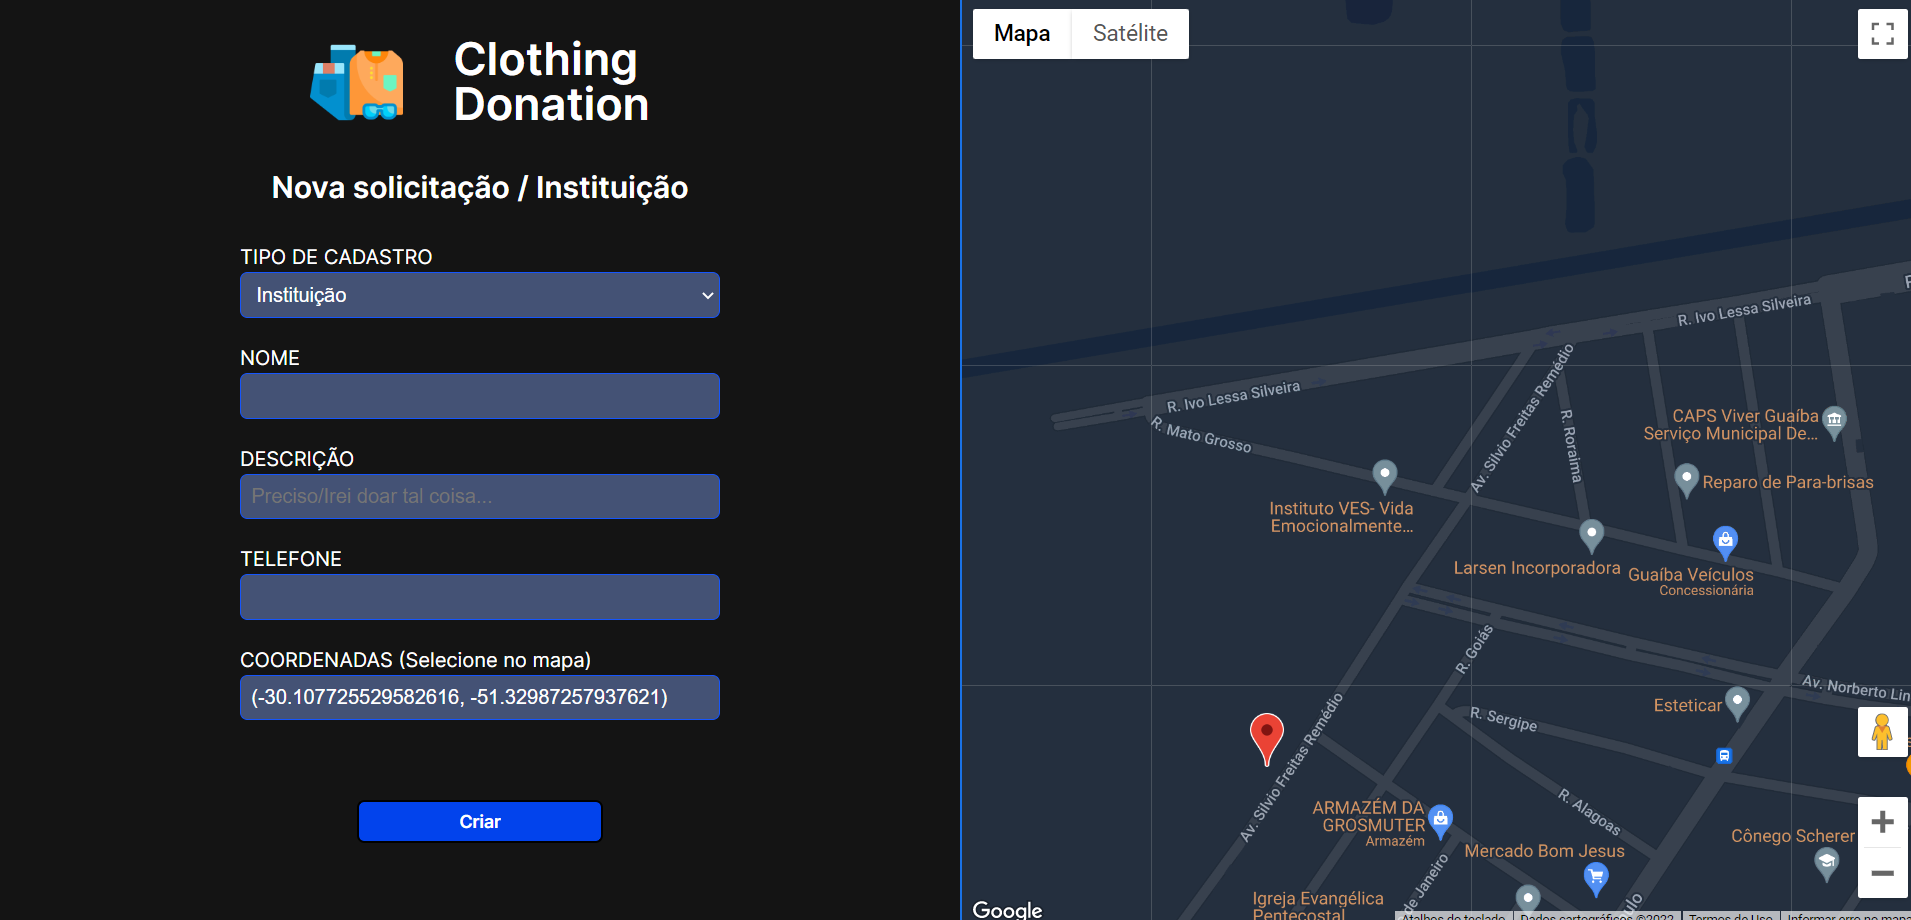 Clothing
Donation
Nova solicitação / Instituição
TIPO DE CADASTRO
Instituição
NOME
DESCRIÇÃO
Preciso/Irei doar tal coisa...
TELEFONE
COORDENADAS (Selecione no mapa)
(-30.107725529582616, -51.32987257937621)
Criar
Mapa
Satélite
R. Ivo Lessa Silveira
R. Ivo Lessa Silveira
R. Mato Grosso
Av. Silvio Freitas Remédio
R. Roraima
CAPS Viver Guaíba
Serviço Municipal De...
Reparo de Para-brisas
Instituto VES- Vida
Emocionalmente...
Larsen Incorporadora
Guaíba Veículos
Concessionária
R. Goiás
Av. Norberto Lin
Esteticar
R. Sergipe
Av. Silvio Freitas Remédio
R. Alagoas
ARMAZÉM DA
GROSMUTER
Armazém
Mercado Bom Jesus
Cônego Scherer
de Janeiro
Igreja Evangélica
Pentecostal
ulo
Google
Atalhos do teclado
Dados cartográficos ©2022
Termos de Uso
Informar erro no mapa